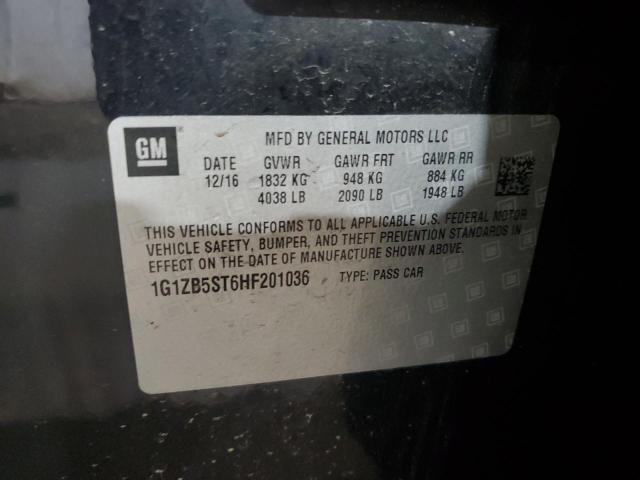 GM MFD BY GENERAL MOTORS LLC
DATE GVWR GAWR FRT GAWR RR
12/16 1832 KG 948 KG 884 KG
4038 LB 2090 LB 1948 LB
THIS VEHICLE CONFORMS TO ALL APPLICABLE U.S. FEDERAL MOTOR
VEHICLE SAFETY, BUMPER, AND THEFT PREVENTION STANDARDS IN
EFFECT ON THE DATE OF MANUFACTURE SHOWN ABOVE.
1G1ZB5ST6HF201036 TYPE: PASS CAR